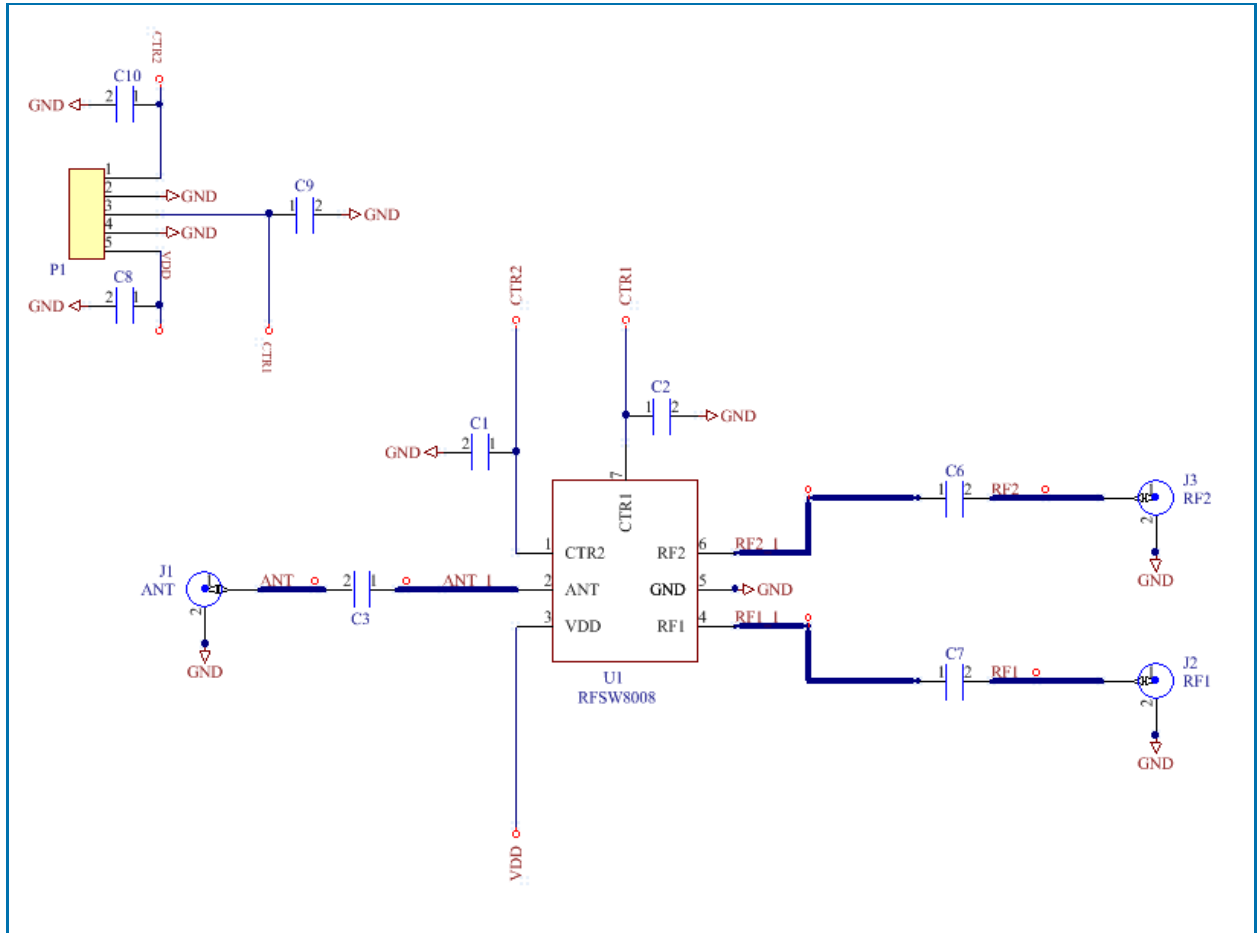 CTR2
C10
GND 2 1
1
2 GND
3
4 GND
5
C9
1 2 GND
P1
VDD
C8
GND 2 1
CTR1
CTR2
CTR1
C2
1 2 GND
C1
GND 2 1
7
CTR1
1 CTR2
2 ANT
3 VDD
RF2 6
GND 5 GND
RF1 4
U1
RFSW8008
J1
ANT
1
2
GND
ANT
2 1
C3
ANT_1
RF2_1
C6
1 2
RF2
J3
RF2
1
2
GND
RF1_1
C7
1 2
RF1
J2
RF1
1
2
GND
VDD